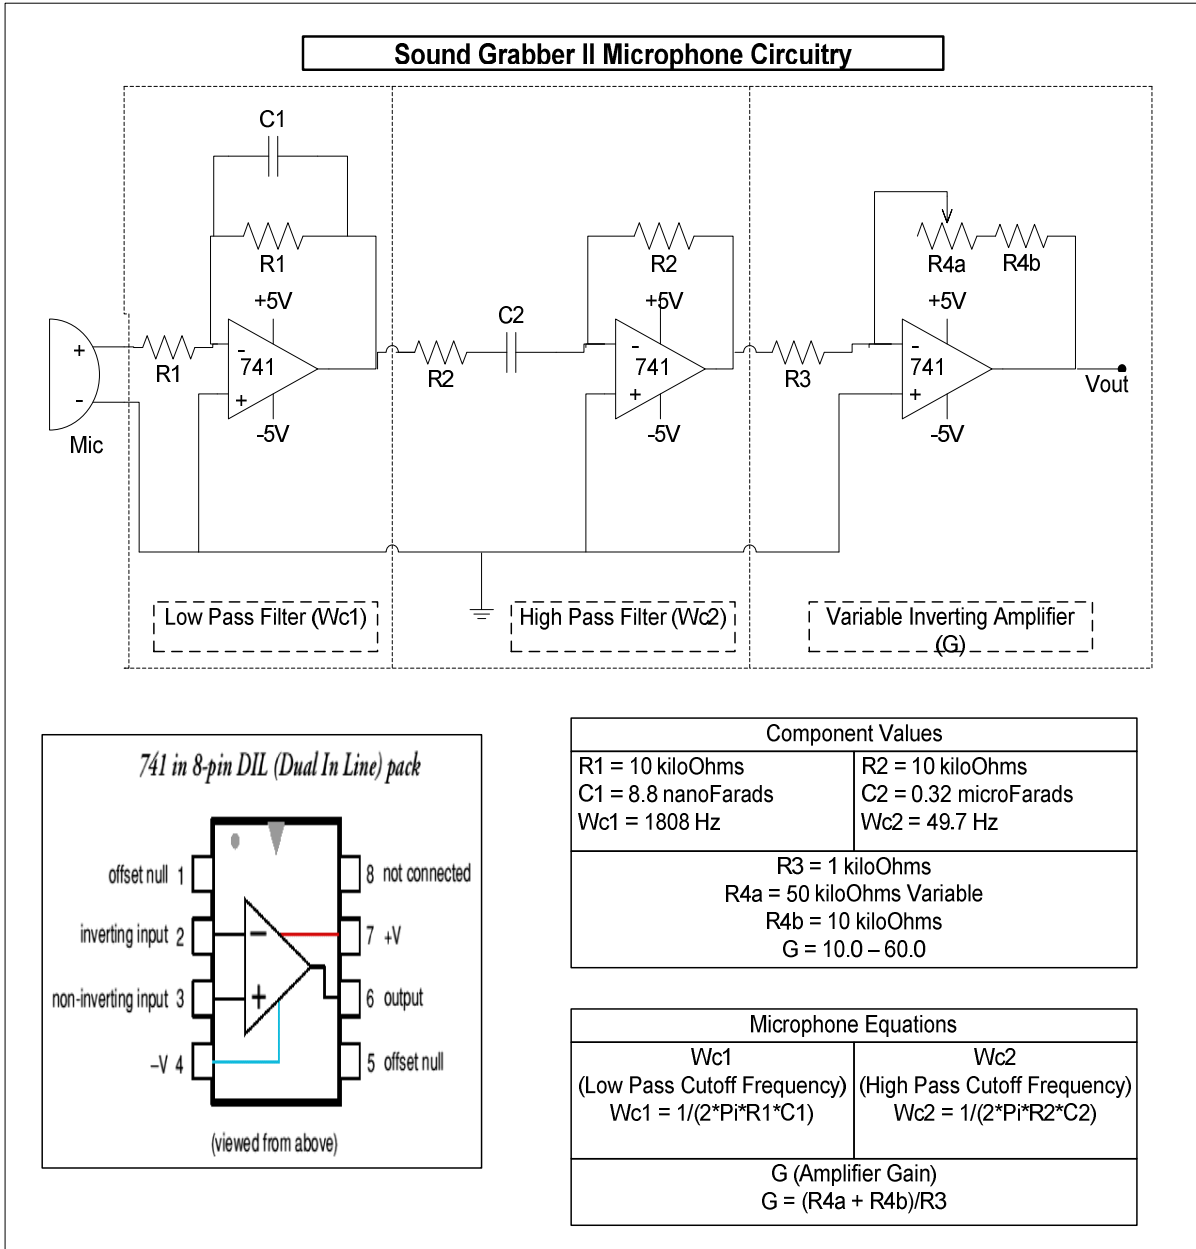 Sound Grabber II Microphone Circuitry
C1
R1
+5V
-
741
+
-5V
R1
+
-
Mic
R2
C2
R2
+5V
-
741
+
-5V
R3
R4a
R4b
+5V
-
741
+
-5V
Vout
Low Pass Filter (Wc1)
High Pass Filter (Wc2)
Variable Inverting Amplifier
(G)
741 in 8-pin DIL (Dual In Line) pack
offset null 1
8 not connected
inverting input 2
7 +V
non-inverting input 3
6 output
–V 4
5 offset null
−
+
(viewed from above)
Component Values
R1 = 10 kiloOhms
C1 = 8.8 nanoFarads
Wc1 = 1808 Hz
R2 = 10 kiloOhms
C2 = 0.32 microFarads
Wc2 = 49.7 Hz
R3 = 1 kiloOhms
R4a = 50 kiloOhms Variable
R4b = 10 kiloOhms
G = 10.0 – 60.0
Microphone Equations
Wc1
(Low Pass Cutoff Frequency)
Wc1 = 1/(2*Pi*R1*C1)
Wc2
(High Pass Cutoff Frequency)
Wc2 = 1/(2*Pi*R2*C2)
G (Amplifier Gain)
G = (R4a + R4b)/R3